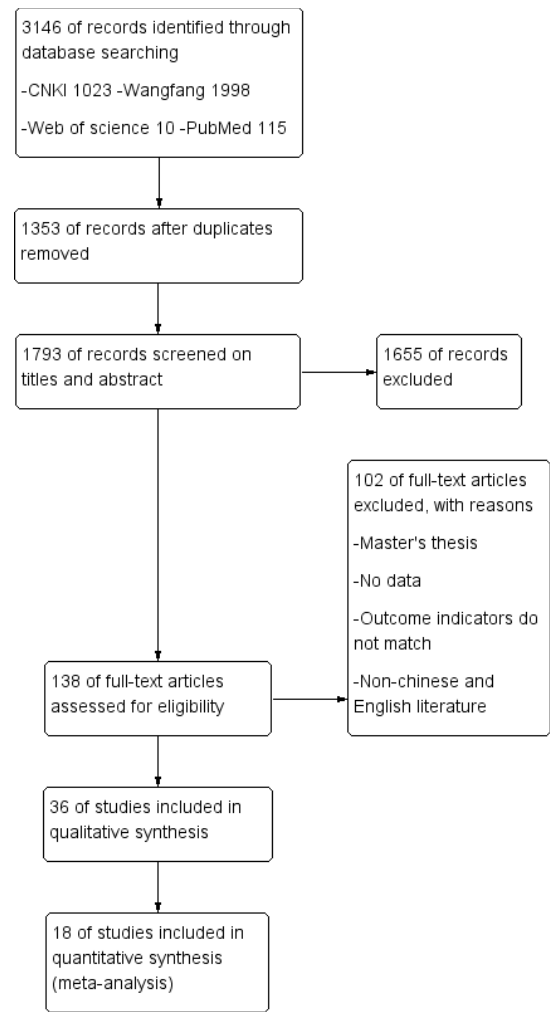 3146 of records identified through
database searching
-CNKI 1023 -Wangfang 1998
-Web of science 10 -PubMed 115
1353 of records after duplicates
removed
1793 of records screened on
titles and abstract
1655 of records
excluded
102 of full-text articles
excluded, with reasons
-Master's thesis
-No data
-Outcome indicators do
not match
-Non-chinese and
English literature
138 of full-text articles
assessed for eligibility
36 of studies included in
qualitative synthesis
18 of studies included in
quantitative synthesis
(meta-analysis)